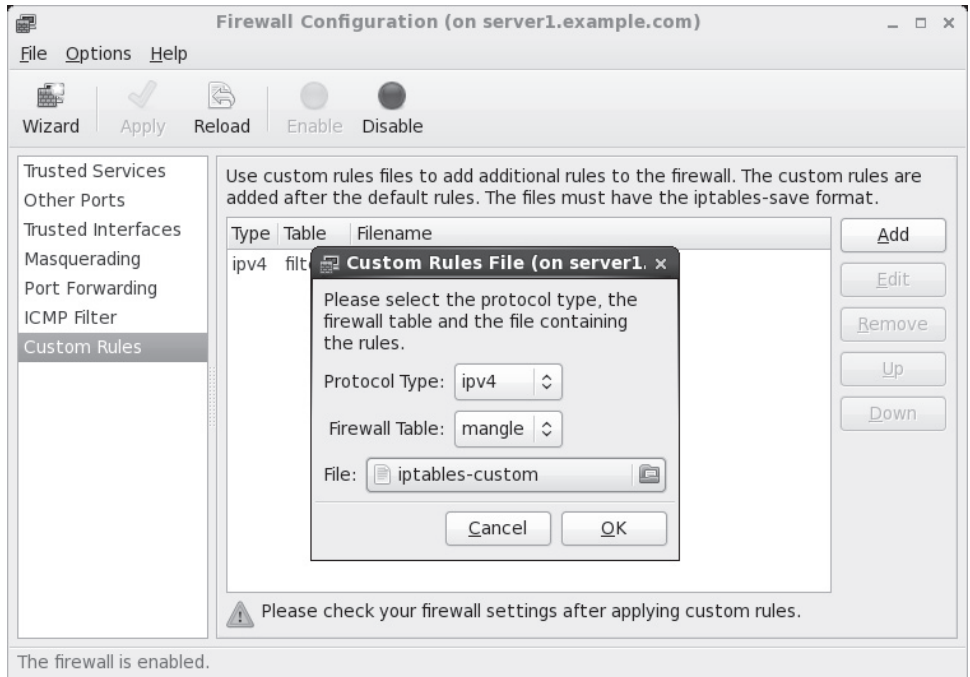 Firewall Configuration (on server1.example.com)
File Options Help
Wizard Apply Reload Enable Disable
Trusted Services
Other Ports
Trusted Interfaces
Masquerading
Port Forwarding
ICMP Filter
Custom Rules
Use custom rules files to add additional rules to the firewall. The custom rules are
added after the default rules. The files must have the iptables-save format.
Type Table Filename
ipv4
Add
Edit
Remove
Up
Down
Custom Rules File (on server1.
Please select the protocol type, the
firewall table and the file containing
the rules.
Protocol Type: ipv4
Firewall Table: mangle
File: iptables-custom
Cancel OK
Please check your firewall settings after applying custom rules.
The firewall is enabled.